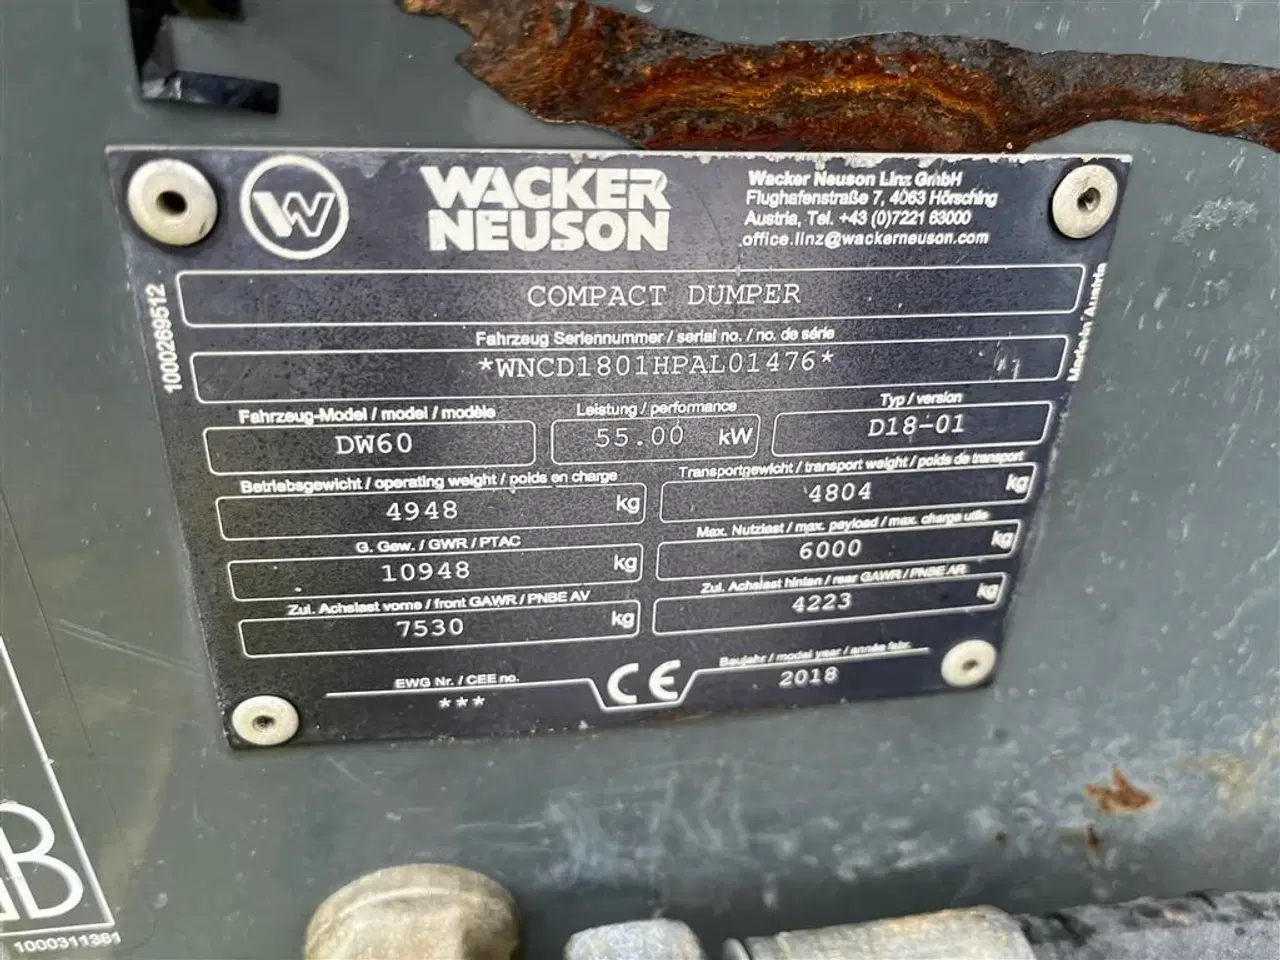 WACKER
NEUSON
Wacker Neuson Linz GmbH
Flughafenstraße 7, 4063 Hörsching
Austria, Tel. +43 (0)7221 63000
office.linz@wackerneuson.com
COMPACT DUMPER
Fahrzeug Seriennummer / serial no. / no. de série
*WNCD1801HPAL01476*
Fahrzeug-Model / model / modèle
DW60
Leistung / performance
55.00 kW
Typ / version
D18-01
Betriebsgewicht / operating weight / poids en charge
4948 kg
Transportgewicht / transport weight / poids de transport
4804 kg
G. Gew. / GWR / PTAC
10948 kg
Max. Nutzlast / max. payload / max. charge utile
6000 kg
Zul. Achslast vorne / front GAWR / PNBE AV
7530 kg
Zul. Achslast hinten / rear GAWR / PNBE AR
4223 kg
EWG Nr. / CEE no.
***
CE
Baujahr / model year / année fabr.
2018
1000269512
Made in Austria
B
1000311381